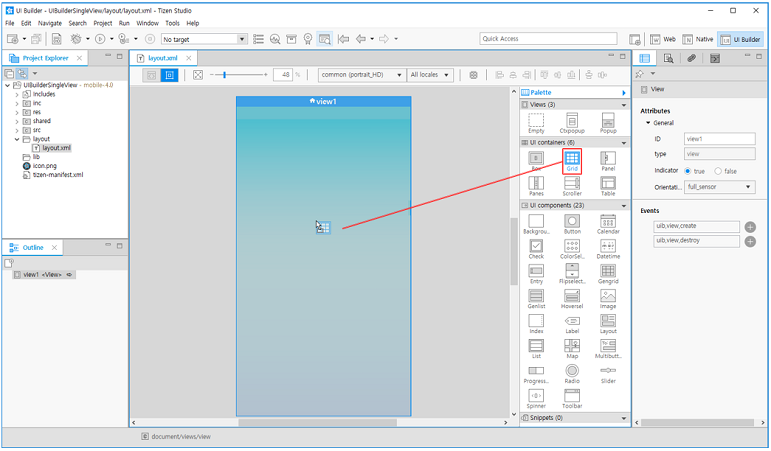 UI Builder - UIBuilderSingleView/layout/layout.xml - Tizen Studio
File Edit Navigate Search Project Run Window Tools Help
No target
Quick Access
Web
Native
UI Builder
Project Explorer
UIBuilderSingleView - mobile-4.0
Includes
inc
res
shared
src
layout
layout.xml
lib
icon.png
tizen-manifest.xml
Outline
view1 <View>
layout.xml
48 %
common (portrait_HD)
All locales
view1
Palette
Views (3)
Empty Ctxpopup Popup
UI containers (6)
Box Grid Panel
Panes Scroller Table
UI components (23)
Backgrou.. Button Calendar
Check ColorSel.. Datetime
Entry Flipselect.. Gengrid
Genlist Hoversel Image
Index Label Layout
List Map Multibutt..
Progress.. Radio Slider
Spinner Toolbar
Snippets (0)
View
Attributes
General
ID view1
type view
Indicator true false
Orientati... full_sensor
Events
uib,view,create
uib,view,destroy
document/views/view